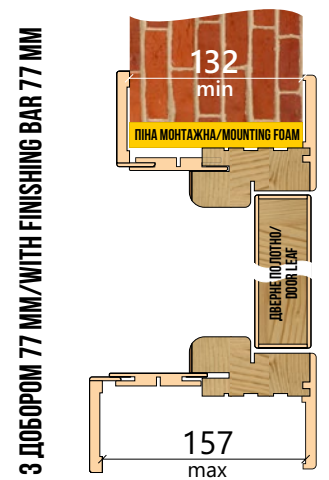 З ДОБОРОМ 77 ММ/WITH FINISHING BAR 77 MM
132
min
ПІНА МОНТАЖНА/MOUNTING FOAM
ДВЕРНЕ ПОЛОТНО/
DOOR LEAF
157
max